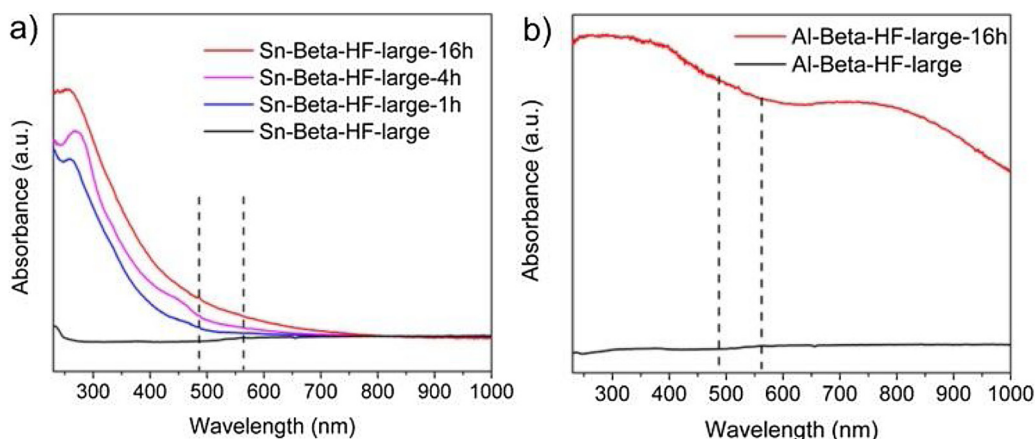 a)
Sn-Beta-HF-large-16h
Sn-Beta-HF-large-4h
Sn-Beta-HF-large-1h
Sn-Beta-HF-large
Absorbance (a.u.)
300 400 500 600 700 800 900 1000
Wavelength (nm)
b)
Al-Beta-HF-large-16h
Al-Beta-HF-large
Absorbance (a.u.)
300 400 500 600 700 800 900 1000
Wavelength (nm)